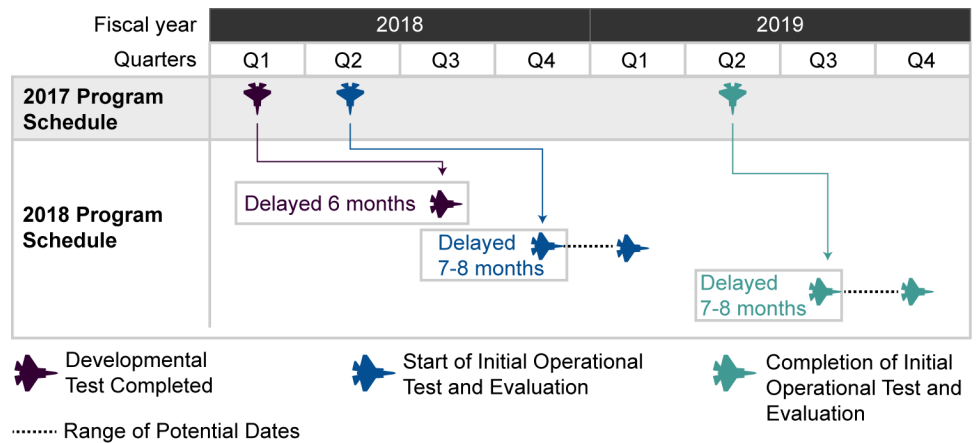 Fiscal year 2018 2019
Quarters Q1 Q2 Q3 Q4 Q1 Q2 Q3 Q4
2017 Program
Schedule
2018 Program
Schedule
Delayed 6 months
Delayed
7-8 months
Delayed
7-8 months
Developmental
Test Completed
Start of Initial Operational
Test and Evaluation
Completion of Initial
Operational Test and
Evaluation
Range of Potential Dates